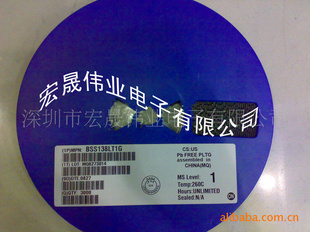 宏晟伟业电子有限公司
深圳市宏晟伟业电子有限公司
(1P)MPN: BSS138LT1G
CS:US
Pb FREE PLTG
assembled in
CHINA(MQ)
MS Level: 1
Temp:260C
Hours:UNLIMITED
Sealed:N/A
ON
alibaba.com.cn